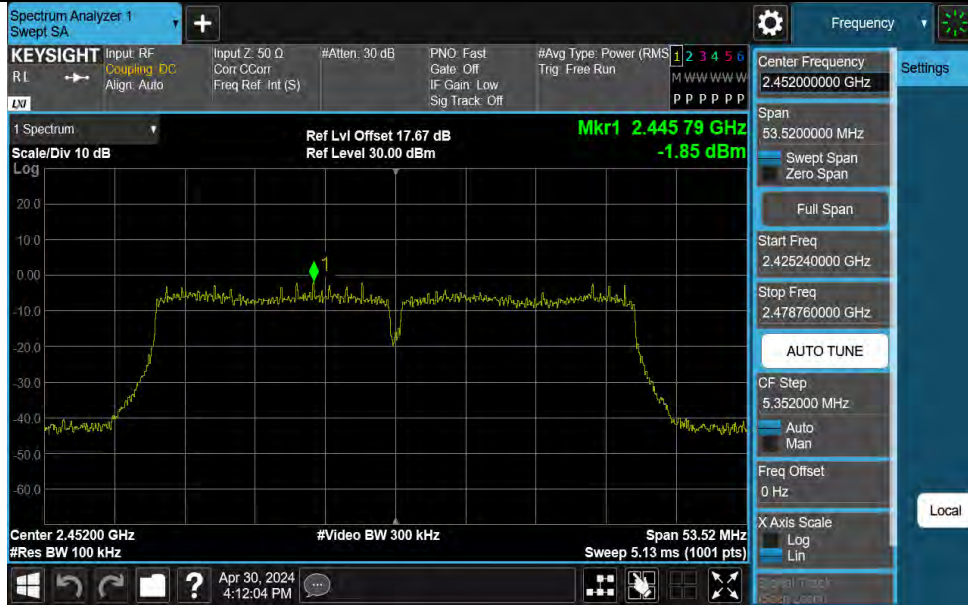 Spectrum Analyzer 1
Swept SA
Frequency
KEYSIGHT
RL
LXI
Input: RF
Coupling: DC
Align: Auto
Input Z: 50 Ω
Corr CCorr
Freq Ref: Int (S)
#Atten: 30 dB
PNO: Fast
Gate: Off
IF Gain: Low
Sig Track: Off
#Avg Type: Power (RMS
Trig: Free Run
1 2 3 4 5 6
M W W W W W
P P P P P P
Center Frequency
2.452000000 GHz
Settings
Span
53.5200000 MHz
Swept Span
Zero Span
Full Span
Start Freq
2.425240000 GHz
Stop Freq
2.478760000 GHz
AUTO TUNE
CF Step
5.352000 MHz
Auto
Man
Freq Offset
0 Hz
X Axis Scale
Log
Lin
Signal Track
(Span Zoom)
Local
1 Spectrum
Scale/Div 10 dB
Ref Lvl Offset 17.67 dB
Ref Level 30.00 dBm
Mkr1 2.445 79 GHz
-1.85 dBm
Log
20.0
10.0
0.00
-10.0
-20.0
-30.0
-40.0
-50.0
-60.0
1
Center 2.45200 GHz
#Res BW 100 kHz
#Video BW 300 kHz
Span 53.52 MHz
Sweep 5.13 ms (1001 pts)
?
Apr 30, 2024
4:12:04 PM